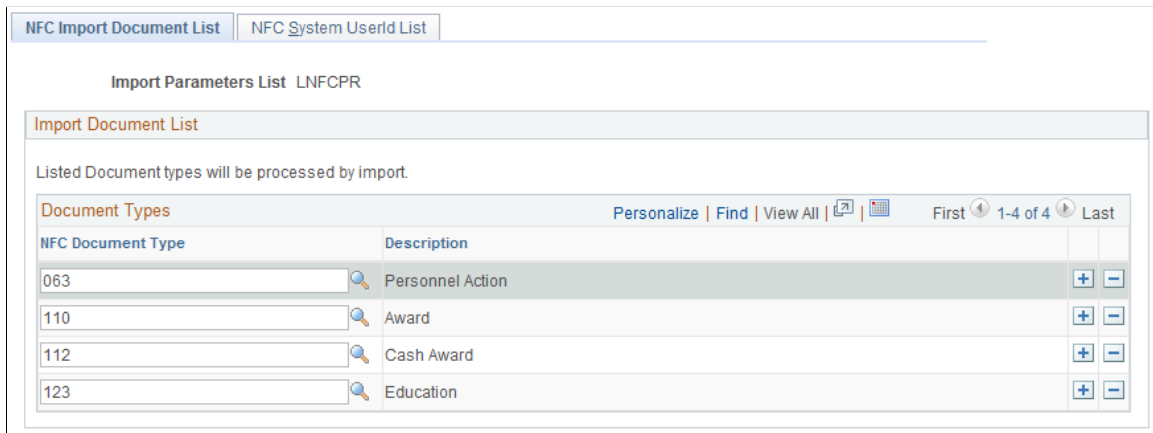 NFC Import Document List NFC System UserId List
Import Parameters List LNFCPR
Import Document List
Listed Document types will be processed by import.
Document Types Personalize | Find | View All | | First 1-4 of 4 Last
NFC Document Type Description
063 Personnel Action
110 Award
112 Cash Award
123 Education